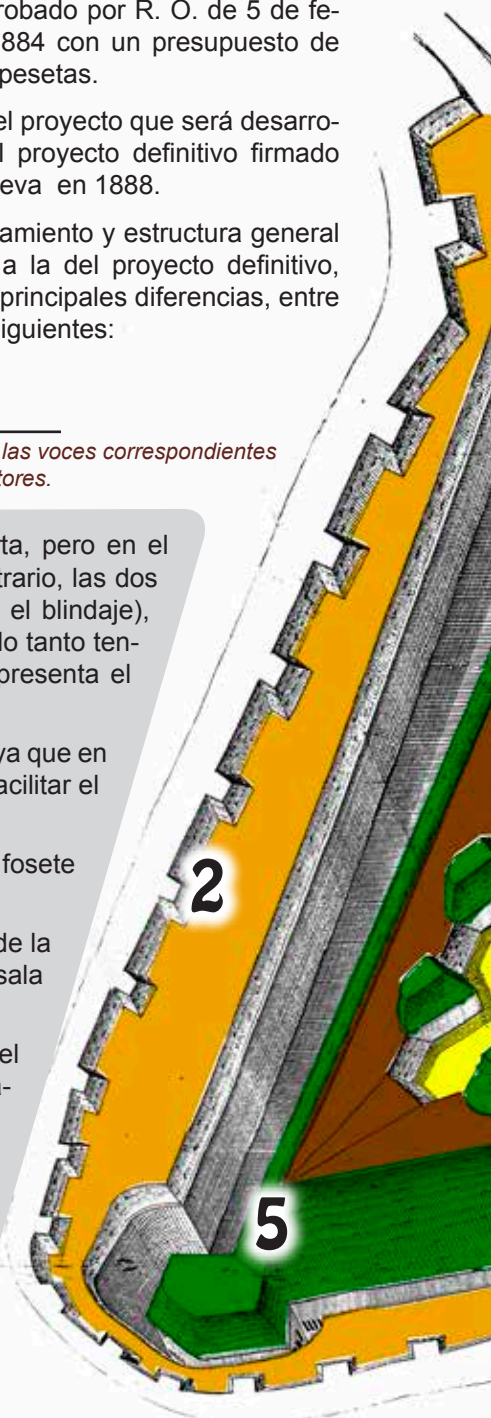 robado por R. O. de 5 de fe-
884 con un presupuesto de
pesetas.
el proyecto que será desarro-
l proyecto definitivo firmado
eva en 1888.
amiento y estructura general
a la del proyecto definitivo,
principales diferencias, entre
iguientes:
las voces correspondientes
tores.
ta, pero en el
trario, las dos
el blindaje),
lo tanto ten-
presenta el
ya que en
acilitar el
fosete
de la
sala
el
a-
2
5